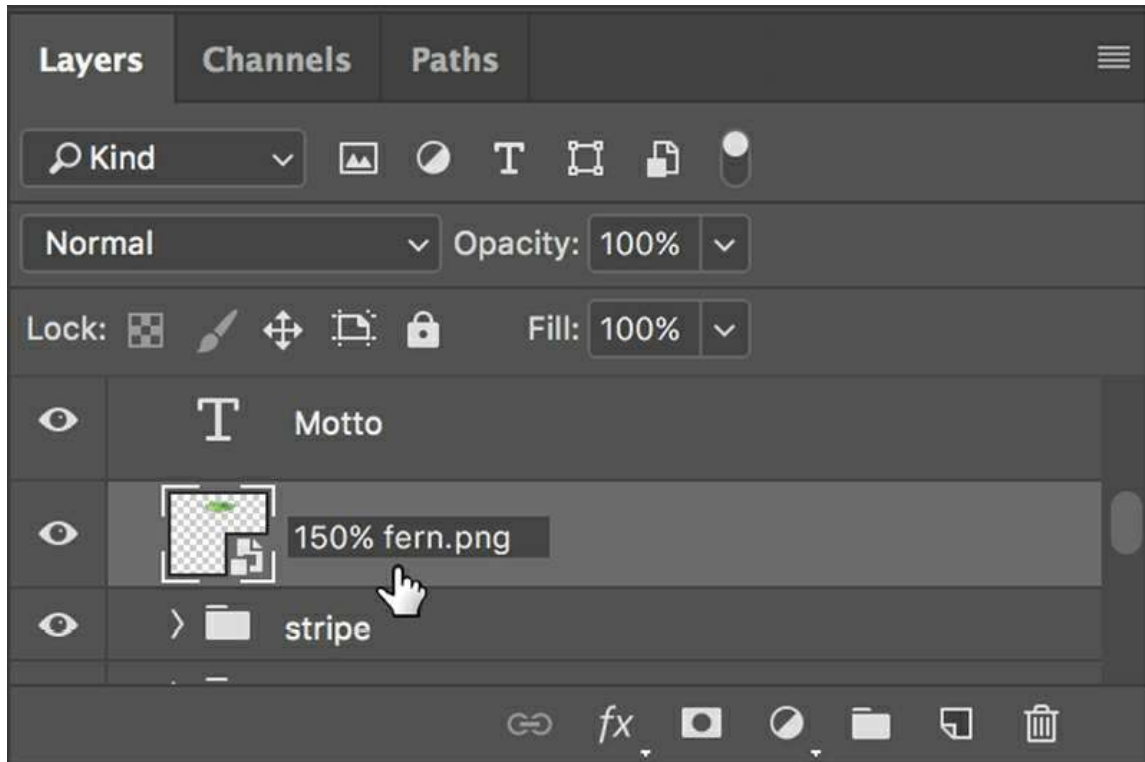 Layers Channels Paths
Kind T
Normal Opacity: 100%
Lock: Fill: 100%
T Motto
150% fern.png
stripe
fx